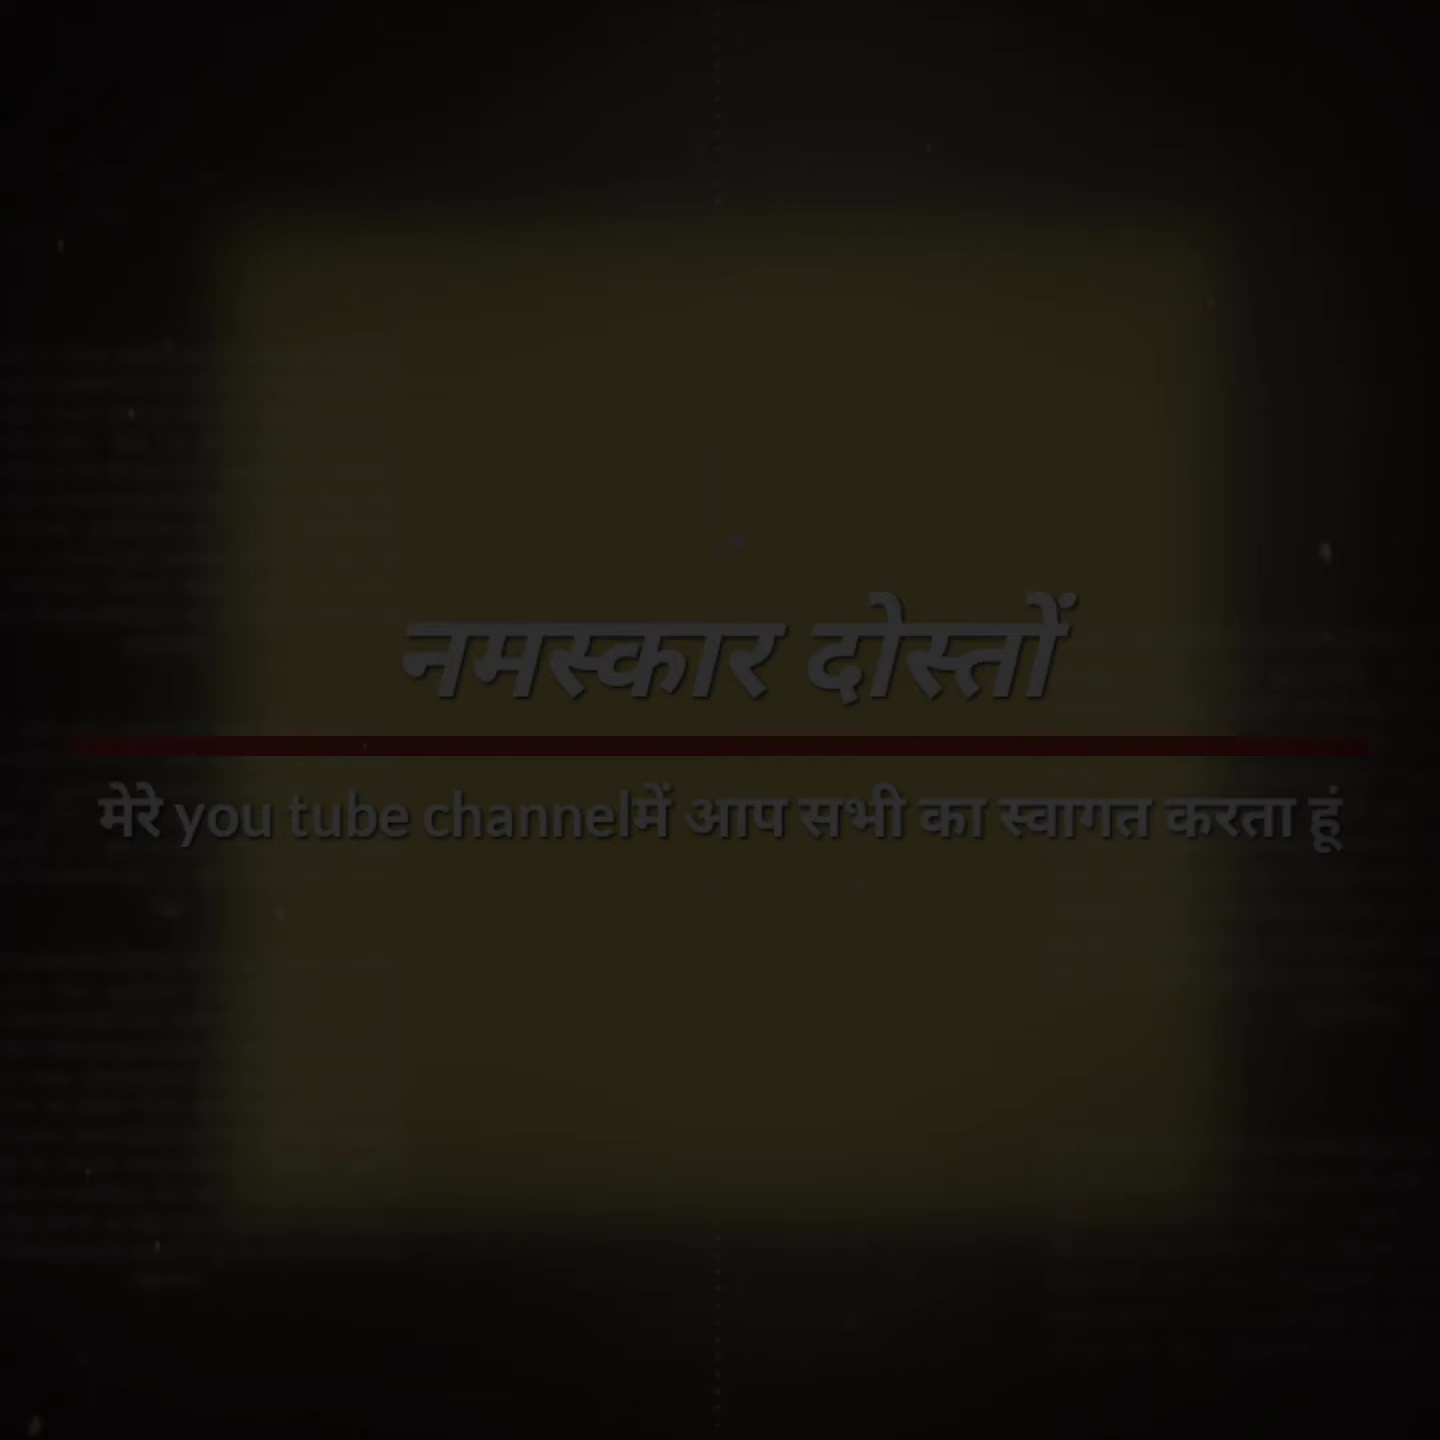 नमस्कार दोस्तों
मेरे you tube channelमें आप सभी का स्वागत करता हूं